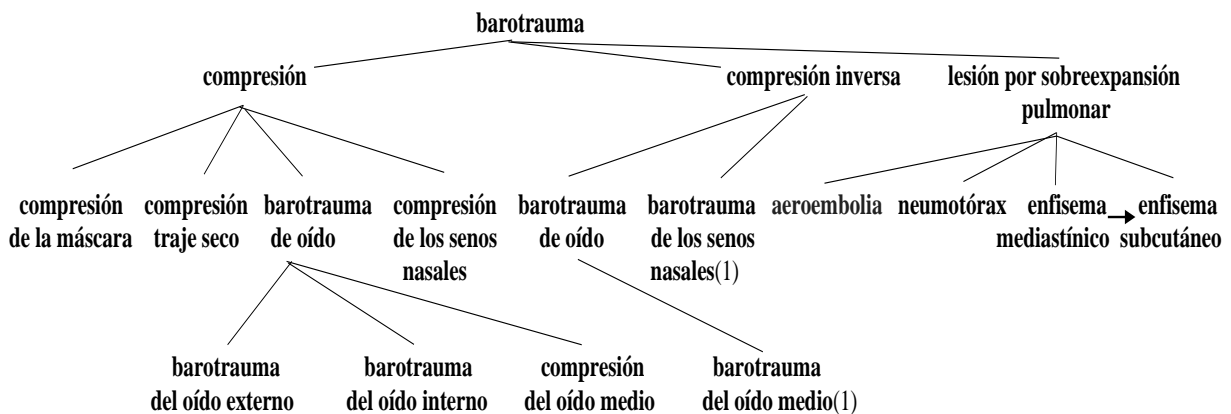 barotrauma
compresión
compresión inversa
lesión por sobreexpansión
pulmonar
compresión
de la máscara
compresión
traje seco
barotrauma
de oído
compresión
de los senos
nasales
barotrauma
de oído
barotrauma
de los senos
nasales(1)
aeroembolia
neumotórax
enfisema
mediastínico
enfisema
subcutáneo
barotrauma
del oído externo
barotrauma
del oído interno
compresión
del oído medio
barotrauma
del oído medio(1)